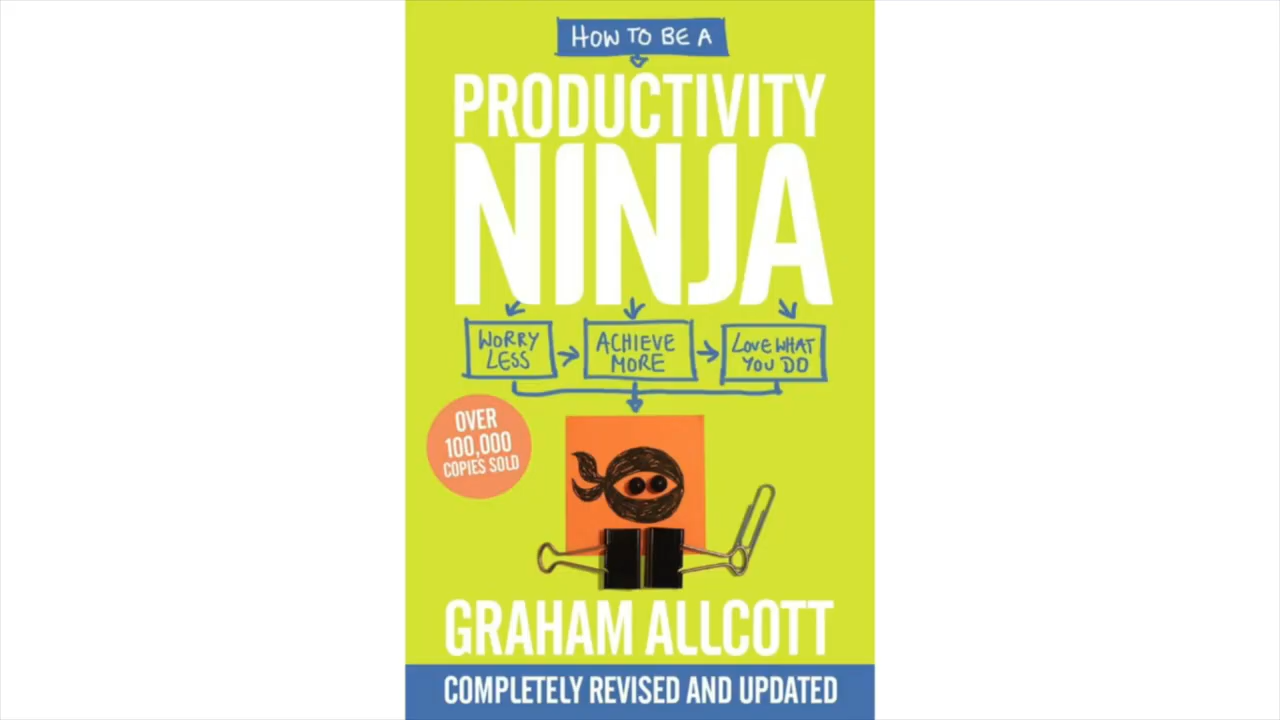 HOW TO BE A
PRODUCTIVITY
NINJA
WORRY
LESS
ACHIEVE
MORE
LOVE WHAT
YOU DO
OVER
100,000
COPIES SOLD
GRAHAM ALLCOTT
COMPLETELY REVISED AND UPDATED